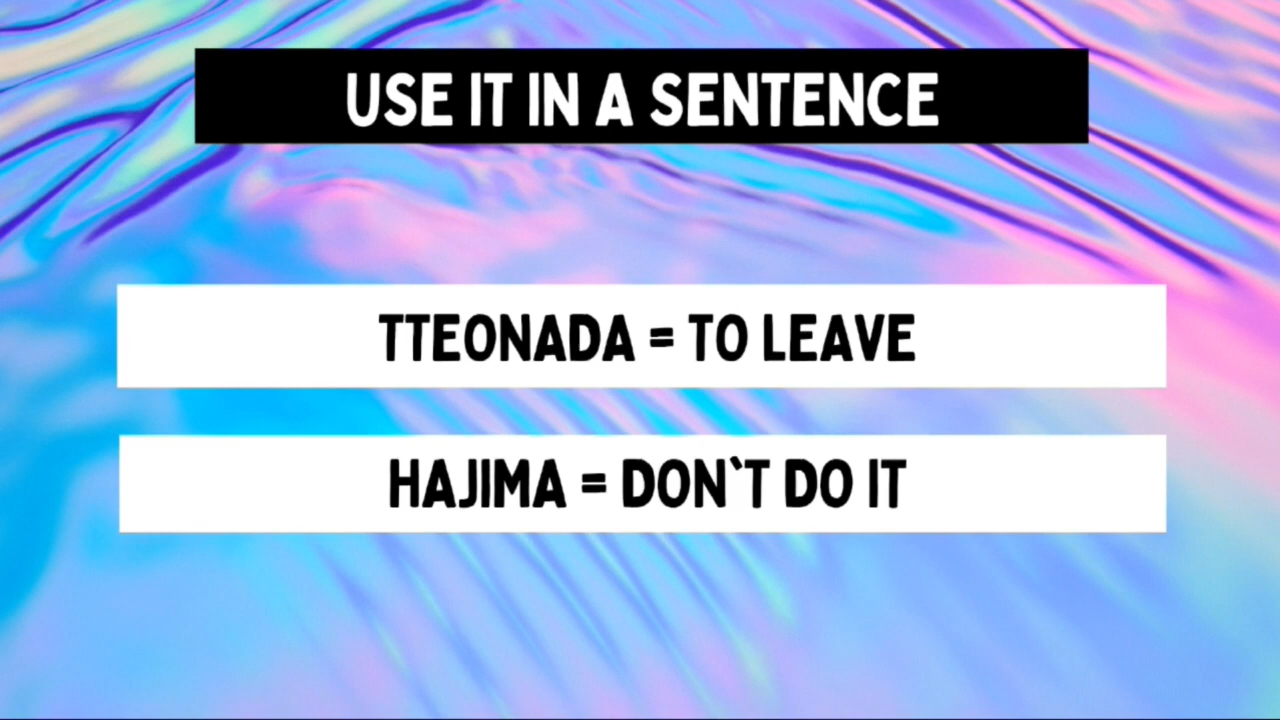 USE IT IN A SENTENCE
TTEONADA = TO LEAVE
HAJIMA = DON`T DO IT